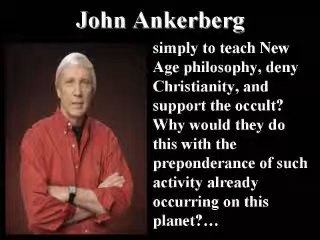 John Ankerberg
simply to teach New
Age philosophy, deny
Christianity, and
support the occult?
Why would they do
this with the
preponderance of such
activity already
occurring on this
planet?…